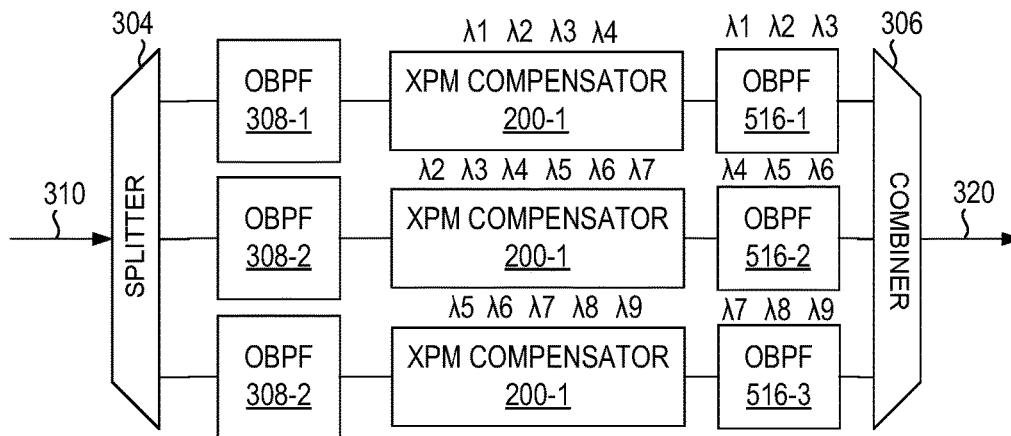 304
λ1 λ2 λ3 λ4
λ1 λ2 λ3
306
OBPF
308-1
XPM COMPENSATOR
200-1
OBPF
516-1
λ2 λ3 λ4 λ5 λ6 λ7
λ4 λ5 λ6
310
SPLITTER
OBPF
308-2
XPM COMPENSATOR
200-1
OBPF
516-2
COMBINER
320
λ5 λ6 λ7 λ8 λ9
λ7 λ8 λ9
OBPF
308-2
XPM COMPENSATOR
200-1
OBPF
516-3